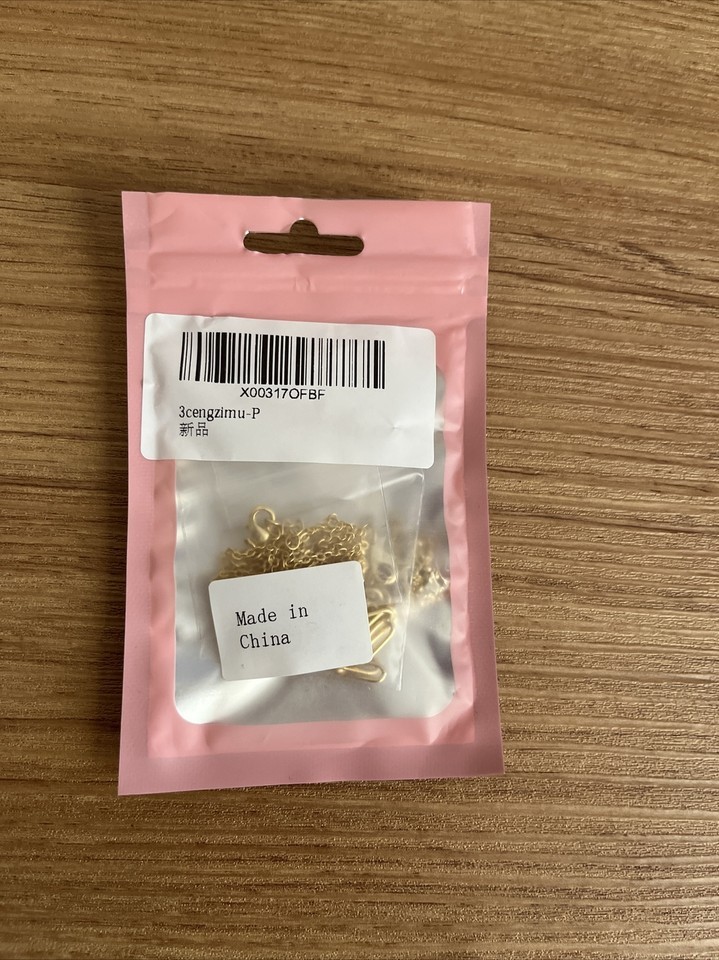 X00317OFBF
3cengzimu-P
新品
Made in
China